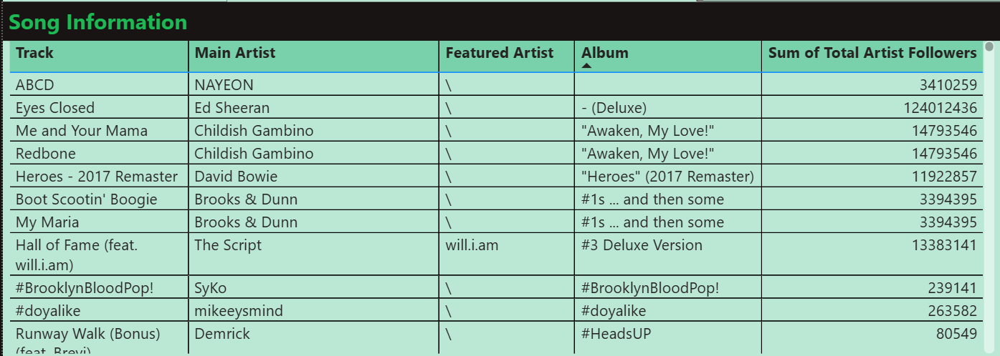 Song Information
Track Main Artist Featured Artist Album Sum of Total Artist Followers
ABCD NAYEON \ 3410259
Eyes Closed Ed Sheeran \ - (Deluxe) 124012436
Me and Your Mama Childish Gambino \ "Awaken, My Love!" 14793546
Redbone Childish Gambino \ "Awaken, My Love!" 14793546
Heroes - 2017 Remaster David Bowie \ "Heroes" (2017 Remaster) 11922857
Boot Scootin' Boogie Brooks & Dunn \ #1s ... and then some 3394395
My Maria Brooks & Dunn \ #1s ... and then some 3394395
Hall of Fame (feat. The Script will.i.am #3 Deluxe Version 13383141
will.i.am)
#BrooklynBloodPop! SyKo \ #BrooklynBloodPop! 239141
#doyalike mikeeysmind \ #doyalike 263582
Runway Walk (Bonus) Demrick \ #HeadsUP 80549
(feat. Brevi)